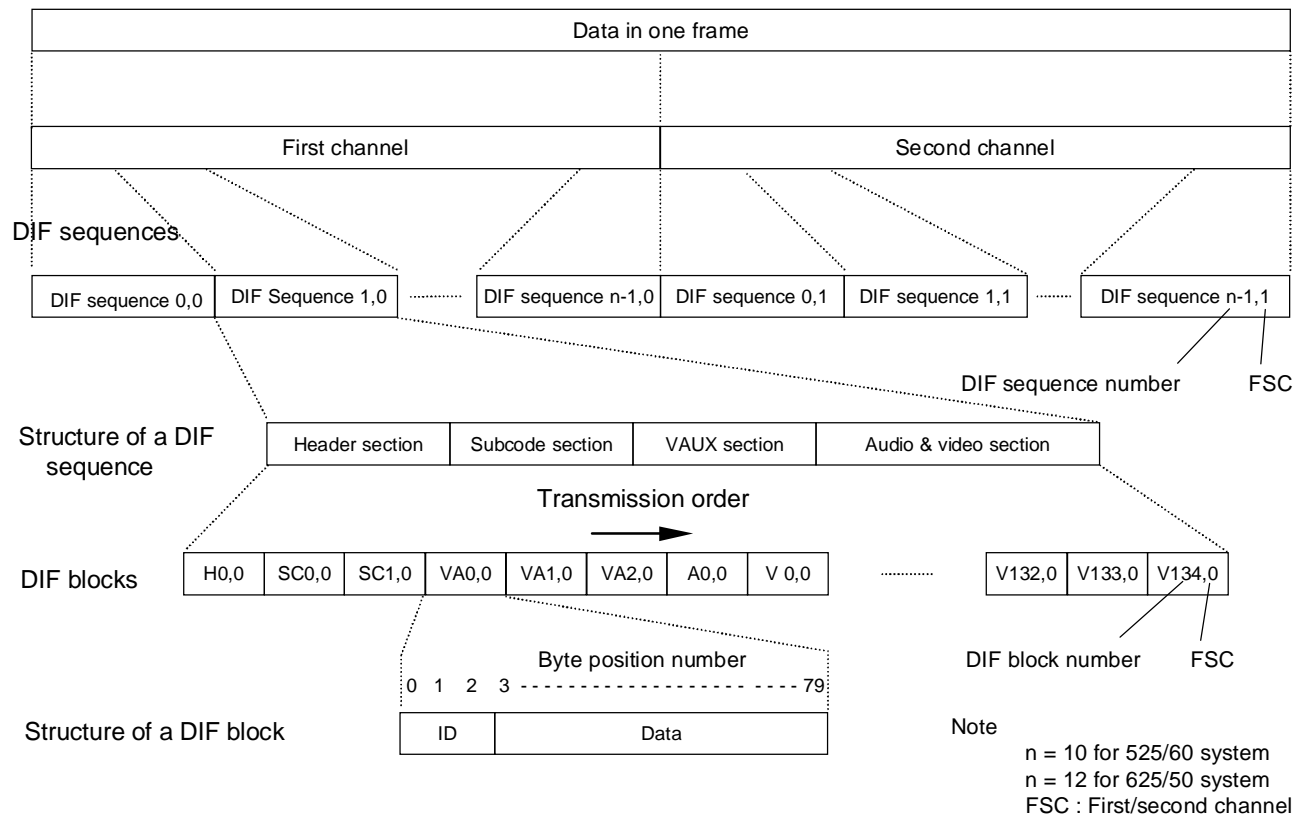 Data in one frame
First channel
Second channel
DIF sequences
DIF sequence 0,0
DIF Sequence 1,0
DIF sequence n-1,0
DIF sequence 0,1
DIF sequence 1,1
DIF sequence n-1,1
DIF sequence number
FSC
Structure of a DIF
sequence
Header section
Subcode section
VAUX section
Audio & video section
Transmission order
DIF blocks
H0,0
SC0,0
SC1,0
VA0,0
VA1,0
VA2,0
A0,0
V 0,0
V132,0
V133,0
V134,0
DIF block number
FSC
Byte position number
0 1 2 3 - - - - - - - - - - - - - - - - - - - - - - - - - - 79
Structure of a DIF block
ID
Data
Note
n = 10 for 525/60 system
n = 12 for 625/50 system
FSC : First/second channel